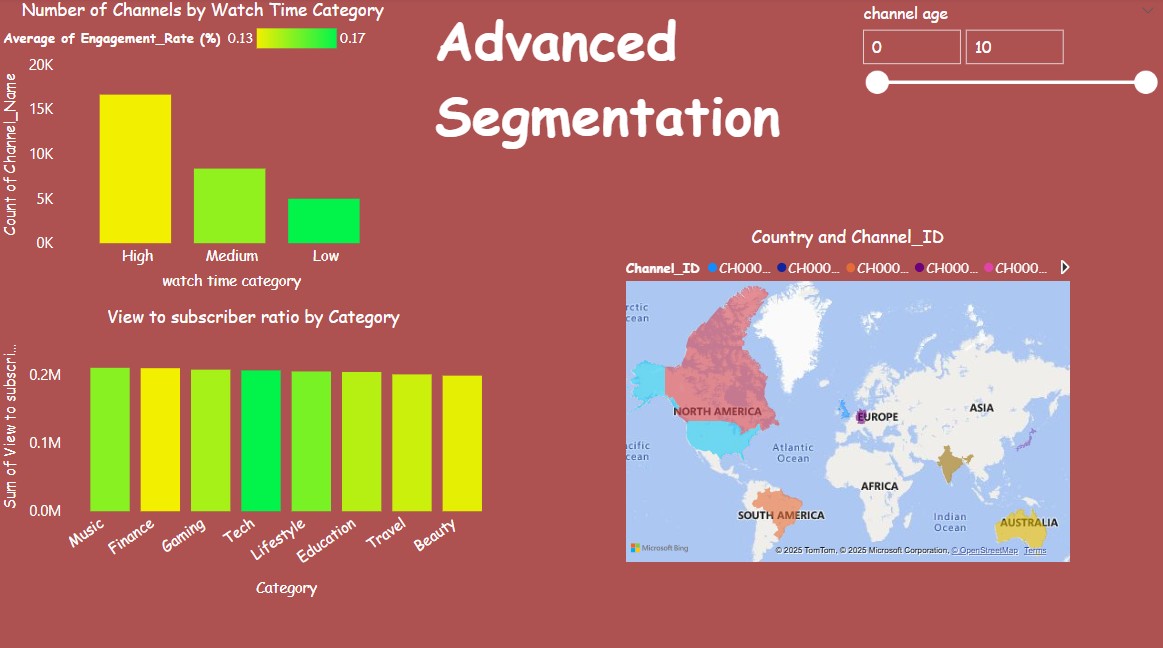 Number of Channels by Watch Time Category
Average of Engagement_Rate (%) 0.13 0.17
Count of Channel_Name
20K
15K
10K
5K
0K
High Medium Low
watch time category
Advanced
Segmentation
channel age
0 10
View to subscriber ratio by Category
Sum of View to subscri...
0.2M
0.1M
0.0M
Music Finance Gaming Tech Lifestyle Education Travel Beauty
Category
Country and Channel_ID
Channel_ID CH000... CH000... CH000... CH000... CH000...
rctic
cean
NORTH AMERICA
EUROPE
ASIA
cific
cean
Atlantic
Ocean
AFRICA
SOUTH AMERICA
Indian
Ocean
AUSTRALIA
Microsoft Bing
© 2025 TomTom, © 2025 Microsoft Corporation, © OpenStreetMap Terms